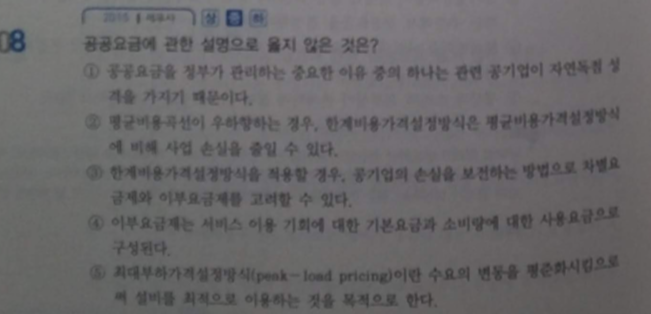 2015 세무사 상 중 하
08 공공요금에 관한 설명으로 옳지 않은 것은?
① 공공요금을 정부가 관리하는 중요한 이유 중의 하나는 관련 공기업이 자연독점 성
격을 가지기 때문이다.
② 평균비용곡선이 우하향하는 경우, 한계비용가격설정방식은 평균비용가격설정방식
에 비해 사업 손실을 줄일 수 있다.
③ 한계비용가격설정방식을 적용할 경우, 공기업의 손실을 보전하는 방법으로 차별요
금제와 이부요금제를 고려할 수 있다.
④ 이부요금제는 서비스 이용 기회에 대한 기본요금과 소비량에 대한 사용요금으로
구성된다.
⑤ 최대부하가격설정방식(peak-load pricing)이란 수요의 변동을 평준화시킴으로
써 설비를 최적으로 이용하는 것을 목적으로 한다.